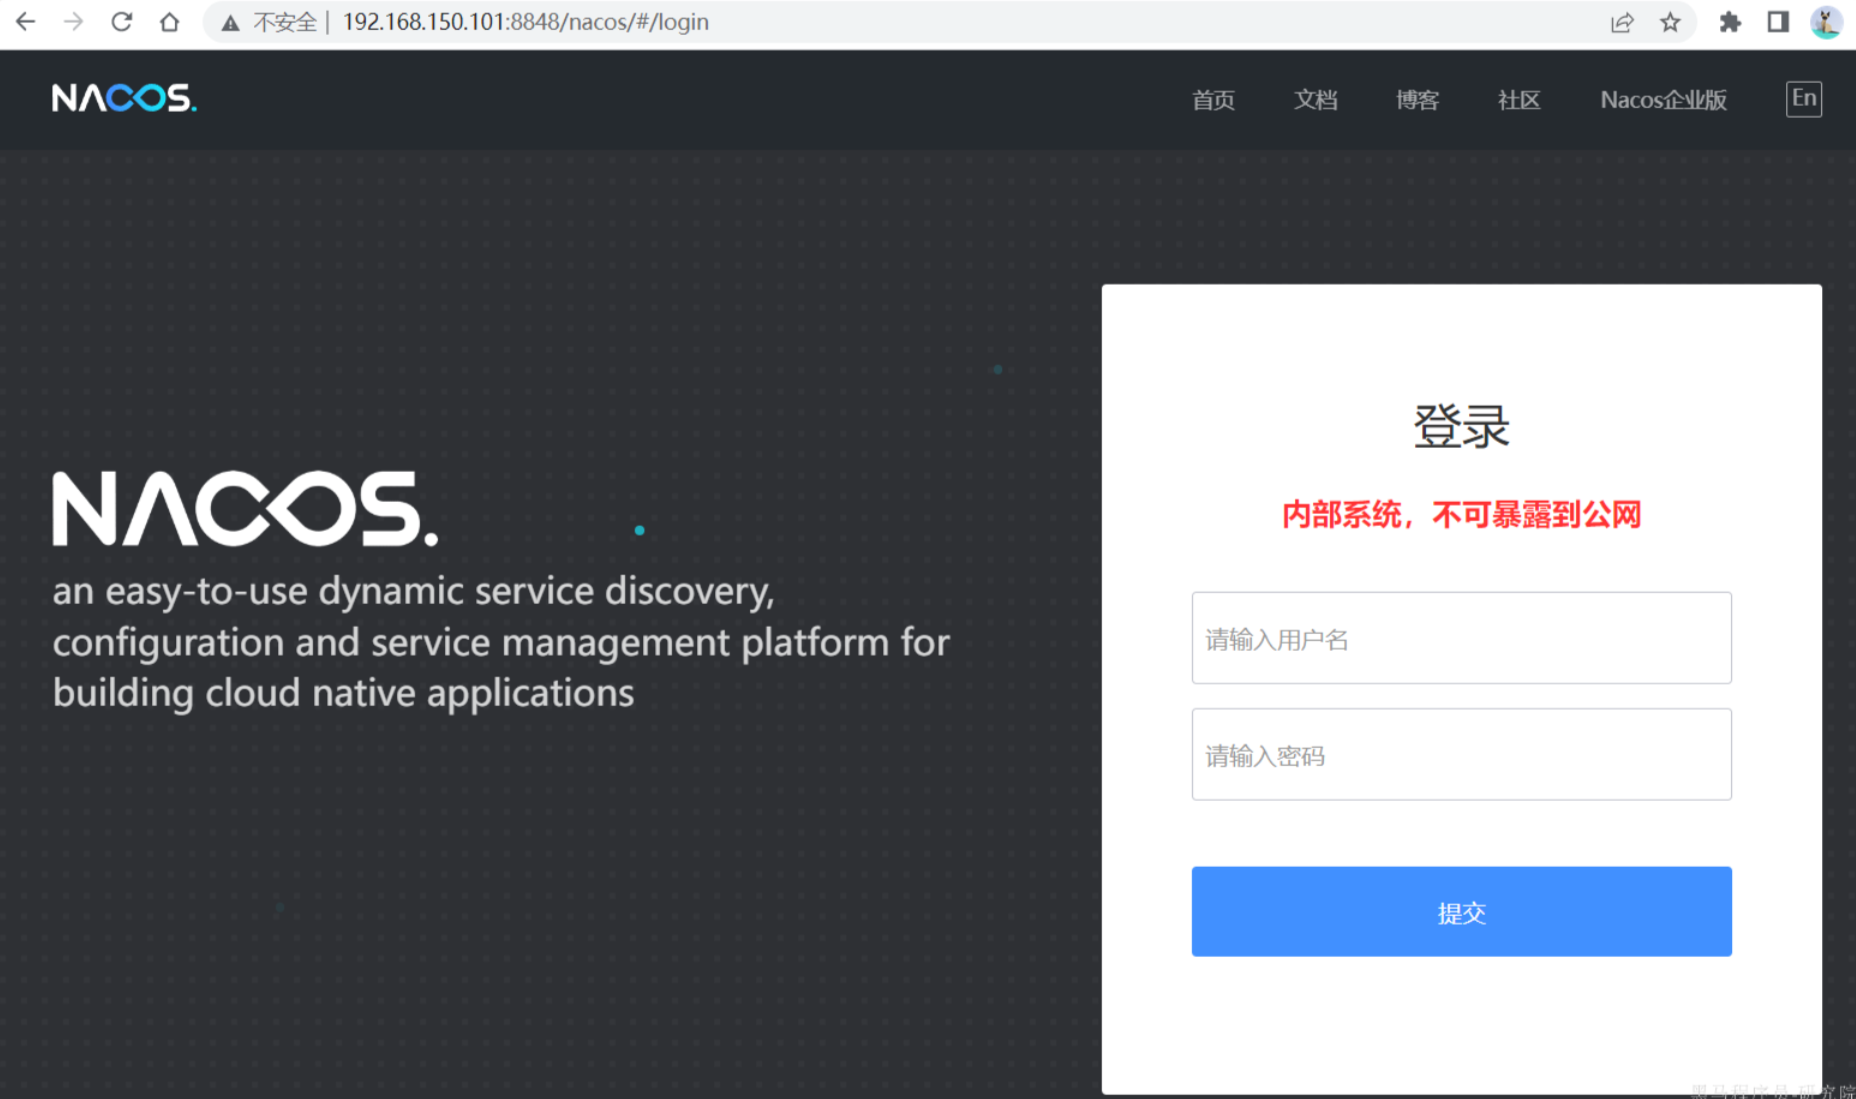 不安全 | 192.168.150.101:8848/nacos/#/login
NACOS.
首页 文档 博客 社区 Nacos企业版 En
登录
内部系统，不可暴露到公网
NACOS.
an easy-to-use dynamic service discovery,
configuration and service management platform for
building cloud native applications
请输入用户名
请输入密码
提交
黑马程序员-研究院